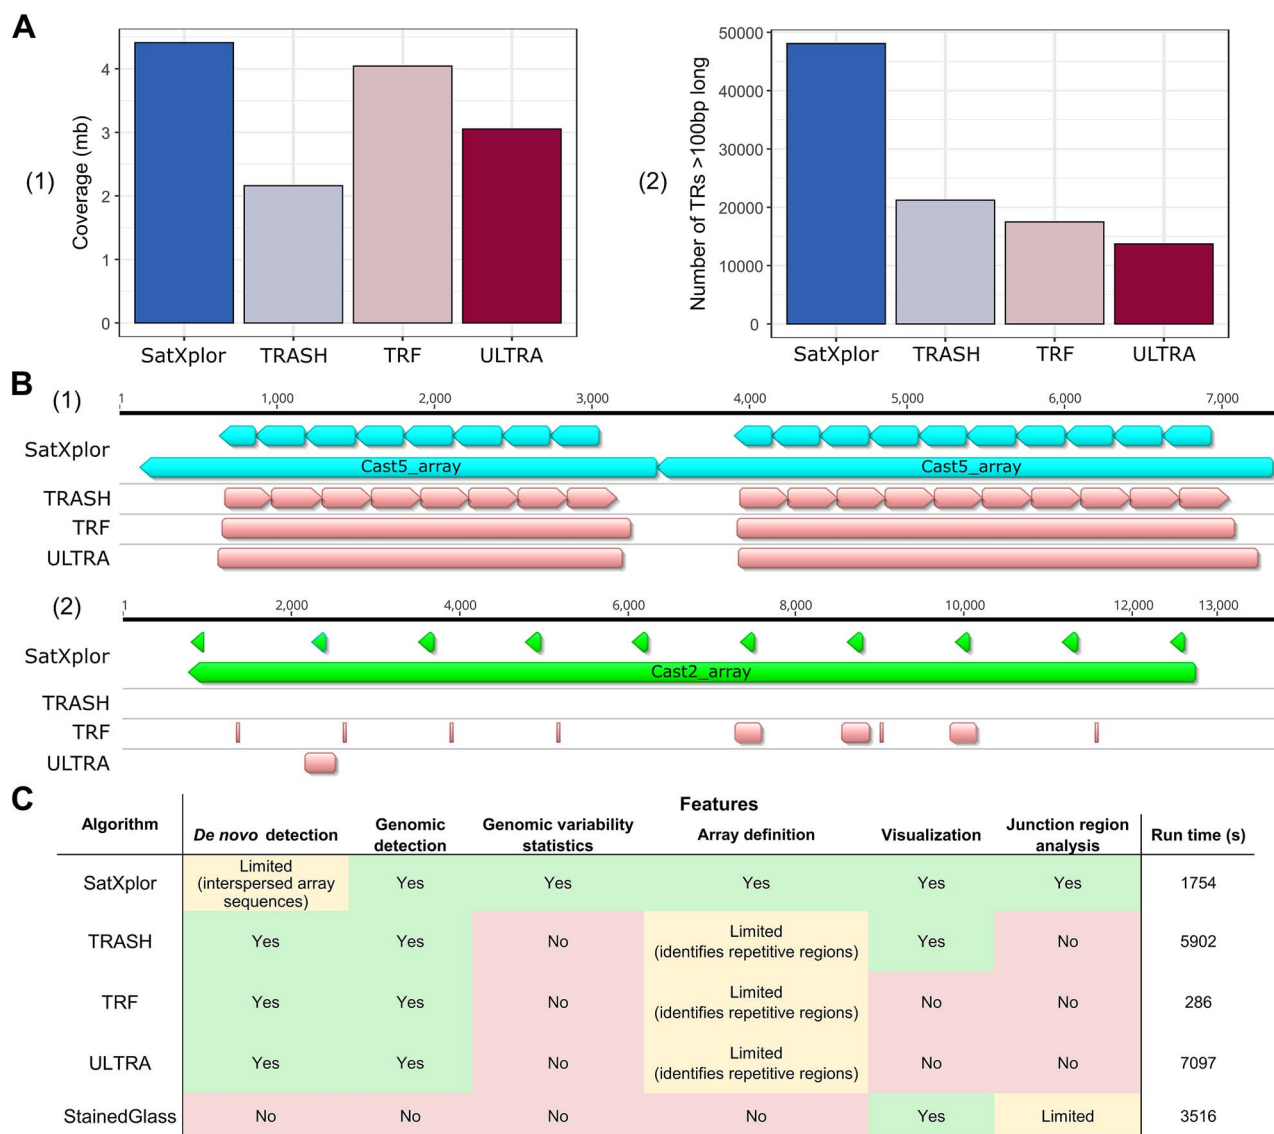 A
(1)
Coverage (mb)
4
3
2
1
0
SatXplor TRASH TRF ULTRA
(2)
Number of TRs >100bp long
50000
40000
30000
20000
10000
0
SatXplor TRASH TRF ULTRA
B
(1)
1 1,000 2,000 3,000 4,000 5,000 6,000 7,000
SatXplor
Cast5_array Cast5_array
TRASH
TRF
ULTRA
(2)
1 2,000 4,000 6,000 8,000 10,000 12,000 13,000
SatXplor
Cast2_array
TRASH
TRF
ULTRA
C
Features
Algorithm
De novo detection
Genomic
detection
Genomic variability
statistics
Array definition
Visualization
Junction region
analysis
Run time (s)
SatXplor
Limited
(interspersed array
sequences)
Yes
Yes
Yes
Yes
Yes
1754
TRASH
Yes
Yes
No
Limited
(identifies repetitive regions)
Yes
No
5902
TRF
Yes
Yes
No
Limited
(identifies repetitive regions)
No
No
286
ULTRA
Yes
Yes
No
Limited
(identifies repetitive regions)
No
No
7097
StainedGlass
No
No
No
No
Yes
Limited
3516